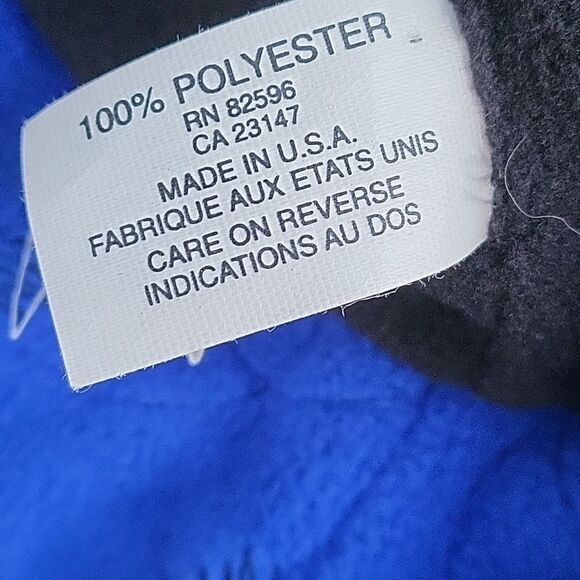 100% POLYESTER
RN 82596
CA 23147
MADE IN U.S.A.
FABRIQUE AUX ETATS UNIS
CARE ON REVERSE
INDICATIONS AU DOS